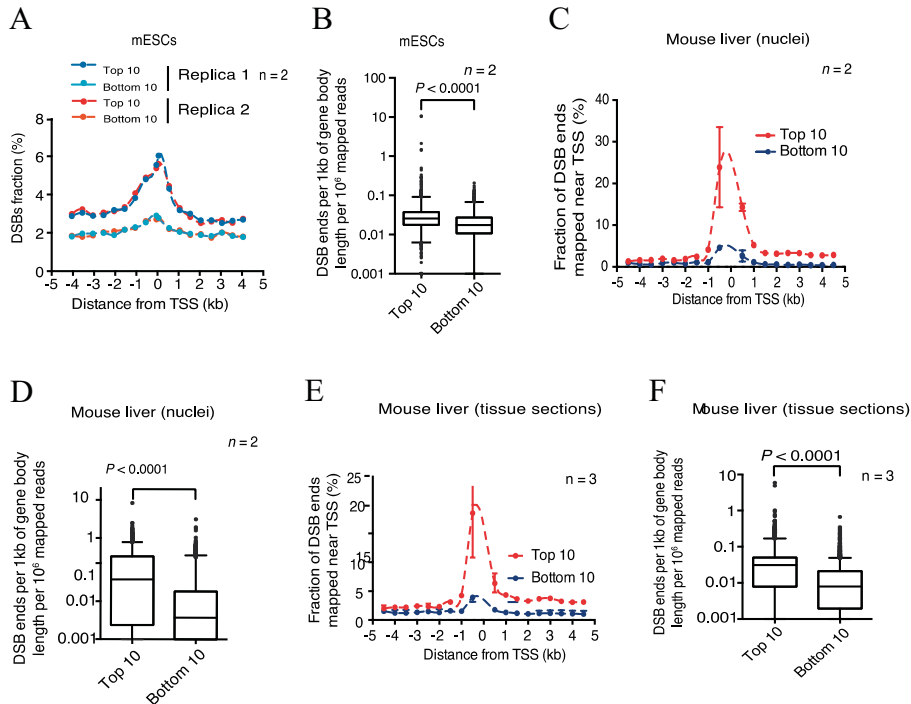 A
mESCs
Top 10
Bottom 10
Replica 1
n = 2
Top 10
Bottom 10
Replica 2
DSBs fraction (%)
8
6
4
2
0
-5 -4 -3 -2 -1 0 1 2 3 4 5
Distance from TSS (kb)
B
mESCs
n = 2
P < 0.0001
DSB ends per 1kb of gene body
length per 10⁶ mapped reads
100
10
1
0.1
0.01
0.001
Top 10
Bottom 10
C
Mouse liver (nuclei)
n = 2
Top 10
Bottom 10
Fraction of DSB ends
mapped near TSS (%)
40
30
20
10
0
-5 -4 -3 -2 -1 0 1 2 3 4 5
Distance from TSS (kb)
D
Mouse liver (nuclei)
n = 2
P < 0.0001
DSB ends per 1kb of gene body
length per 10⁶ mapped reads
8
1
0.1
0.01
0.001
Top 10
Bottom 10
E
Mouse liver (tissue sections)
n = 3
Top 10
Bottom 10
Fraction of DSB ends
mapped near TSS (%)
25
20
15
10
5
0
-5 -4 -3 -2 -1 0 1 2 3 4 5
Distance from TSS (kb)
F
Mouse liver (tissue sections)
P < 0.0001
n = 3
DSB ends per 1kb of gene body
length per 10⁶ mapped reads
8
1
0.1
0.01
0.001
Top 10
Bottom 10